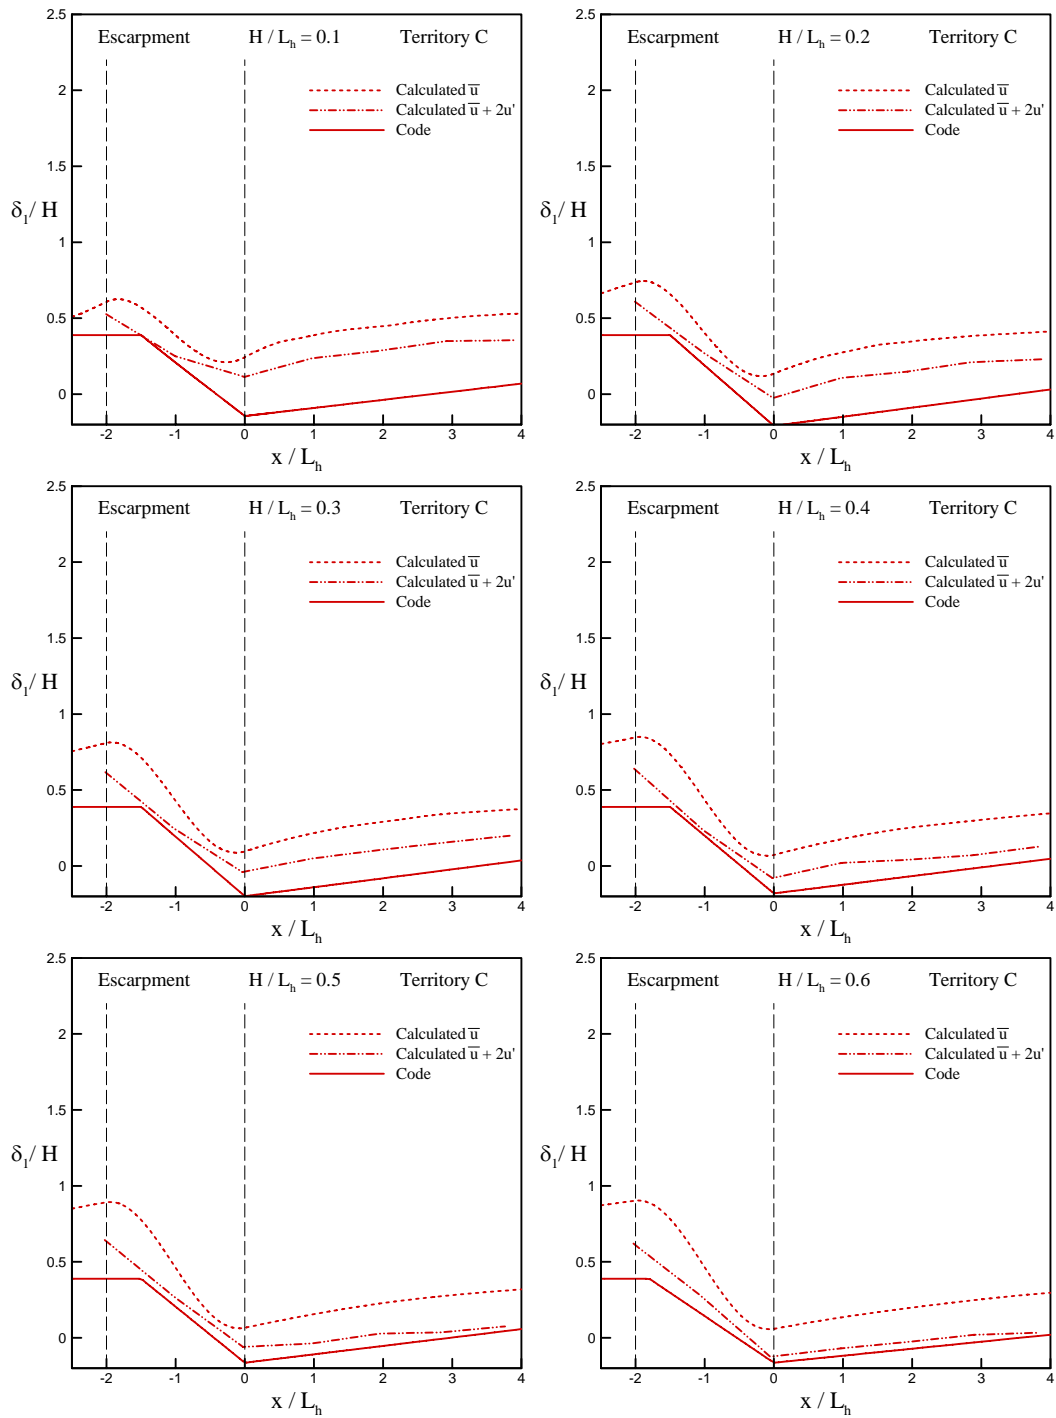 2.5
Escarpment H / Lₕ = 0.1 Territory C
2
Calculated u̅
Calculated u̅ + 2u'
Code
1.5
δ₁/ H
1
0.5
0
-2 -1 0 1 2 3 4
x / Lₕ
2.5
Escarpment H / Lₕ = 0.2 Territory C
2
Calculated u̅
Calculated u̅ + 2u'
Code
1.5
δ₁/ H
1
0.5
0
-2 -1 0 1 2 3 4
x / Lₕ
2.5
Escarpment H / Lₕ = 0.3 Territory C
2
Calculated u̅
Calculated u̅ + 2u'
Code
1.5
δ₁/ H
1
0.5
0
-2 -1 0 1 2 3 4
x / Lₕ
2.5
Escarpment H / Lₕ = 0.4 Territory C
2
Calculated u̅
Calculated u̅ + 2u'
Code
1.5
δ₁/ H
1
0.5
0
-2 -1 0 1 2 3 4
x / Lₕ
2.5
Escarpment H / Lₕ = 0.5 Territory C
2
Calculated u̅
Calculated u̅ + 2u'
Code
1.5
δ₁/ H
1
0.5
0
-2 -1 0 1 2 3 4
x / Lₕ
2.5
Escarpment H / Lₕ = 0.6 Territory C
2
Calculated u̅
Calculated u̅ + 2u'
Code
1.5
δ₁/ H
1
0.5
0
-2 -1 0 1 2 3 4
x / Lₕ